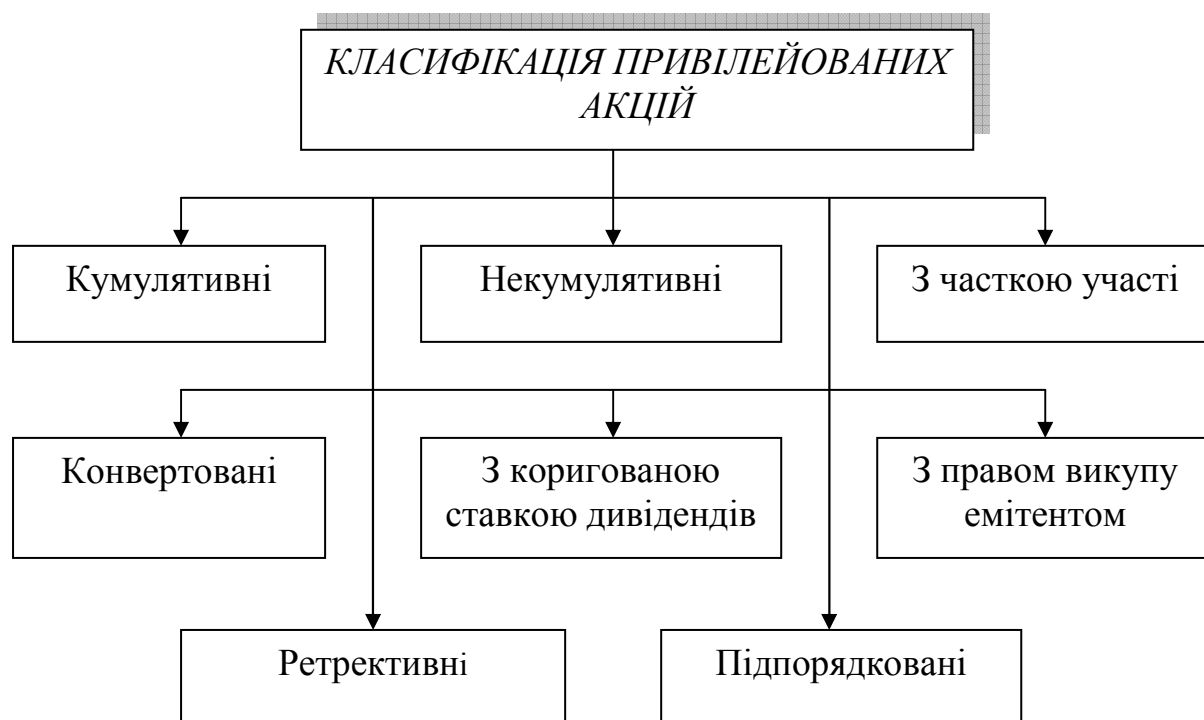 КЛАСИФІКАЦІЯ ПРИВІЛЕЙОВАНИХ
АКЦІЙ
Кумулятивні
Некумулятивні
З часткою участі
Конвертовані
З коригованою
ставкою дивідендів
З правом викупу
емітентом
Ретрективні
Підпорядковані